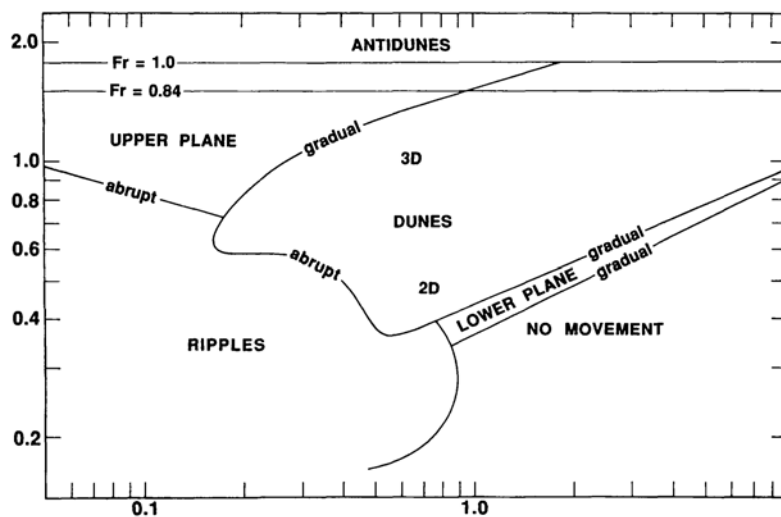 2.0
ANTIDUNES
Fr = 1.0
Fr = 0.84
UPPER PLANE
gradual
3D
1.0
abrupt
0.8
DUNES
0.6
abrupt
gradual
2D
gradual
LOWER PLANE
0.4
NO MOVEMENT
RIPPLES
0.2
0.1
1.0